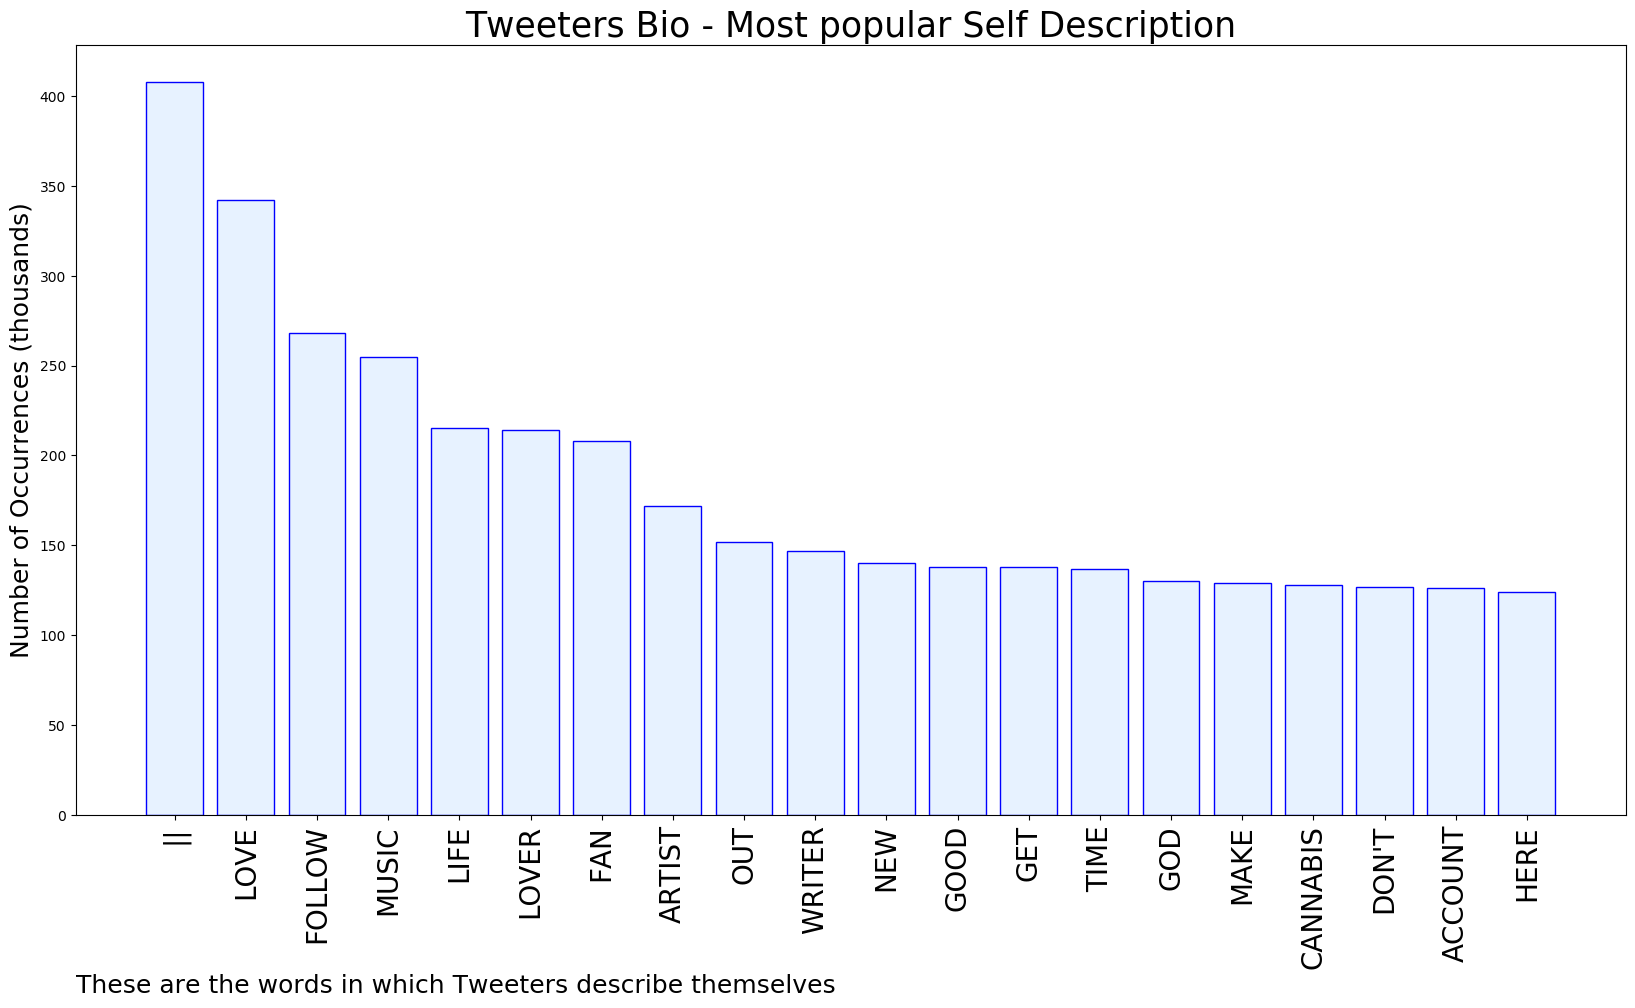 Tweeters Bio - Most popular Self Description
Number of Occurrences (thousands)
400
350
300
250
200
150
100
50
0
||
LOVE
FOLLOW
MUSIC
LIFE
LOVER
FAN
ARTIST
OUT
WRITER
NEW
GOOD
GET
TIME
GOD
MAKE
CANNABIS
DON'T
ACCOUNT
HERE
These are the words in which Tweeters describe themselves